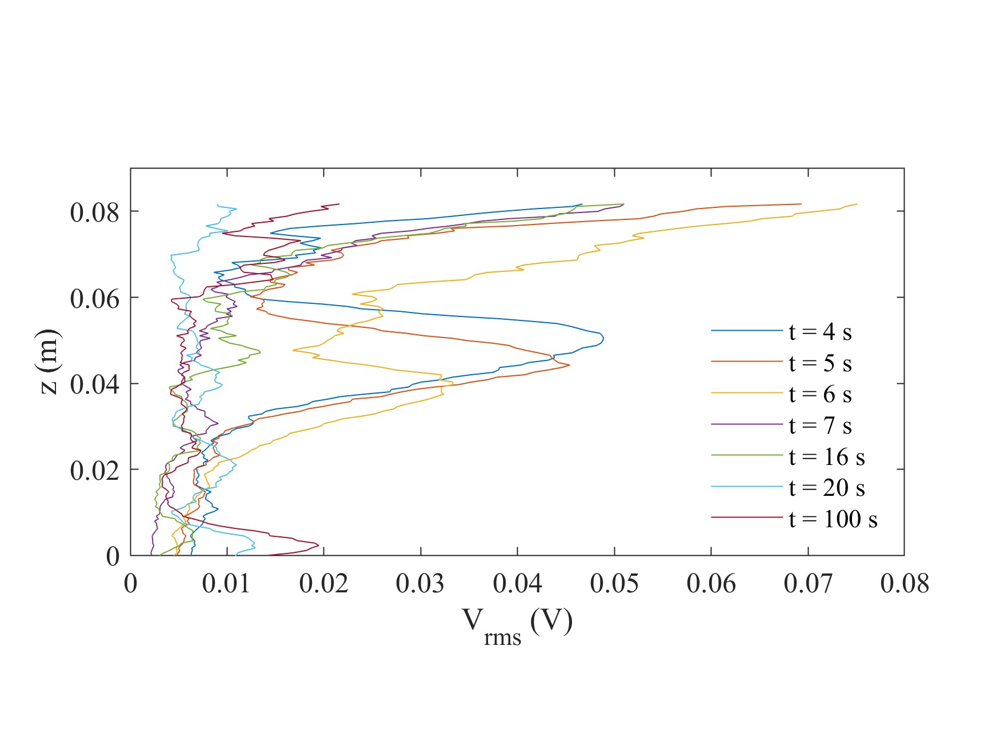 0.08
0.06
0.04
0.02
0
z (m)
0 0.01 0.02 0.03 0.04 0.05 0.06 0.07 0.08
V_rms (V)
t = 4 s
t = 5 s
t = 6 s
t = 7 s
t = 16 s
t = 20 s
t = 100 s